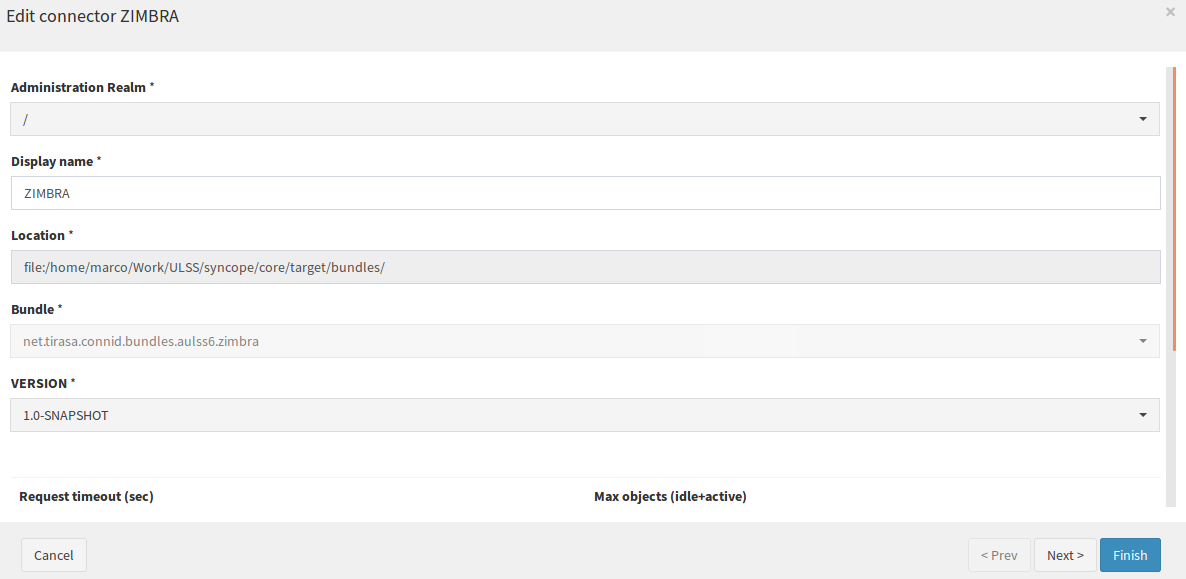 Edit connector ZIMBRA
×
Administration Realm *
/
Display name *
ZIMBRA
Location *
file:/home/marco/Work/ULSS/syncope/core/target/bundles/
Bundle *
net.tirasa.connid.bundles.aulss6.zimbra
VERSION *
1.0-SNAPSHOT
Request timeout (sec) Max objects (idle+active)
Cancel < Prev Next > Finish